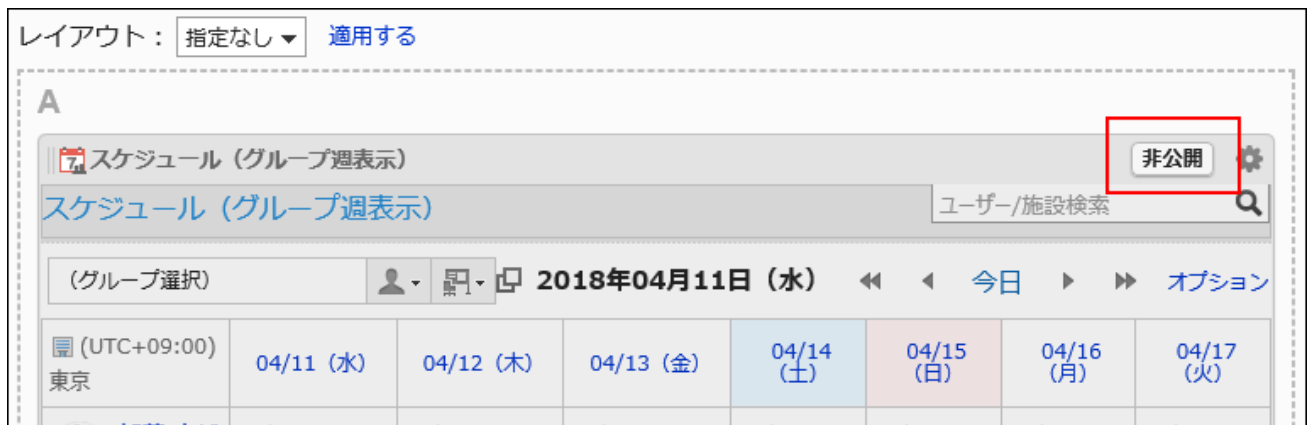 レイアウト： 指定なし 適用する
A
スケジュール（グループ週表示） 非公開
スケジュール（グループ週表示） ユーザー/施設検索
（グループ選択） 2018年04月11日（水） 今日 オプション
(UTC+09:00) 東京 04/11（水） 04/12（木） 04/13（金） 04/14（土） 04/15（日） 04/16（月） 04/17（火）